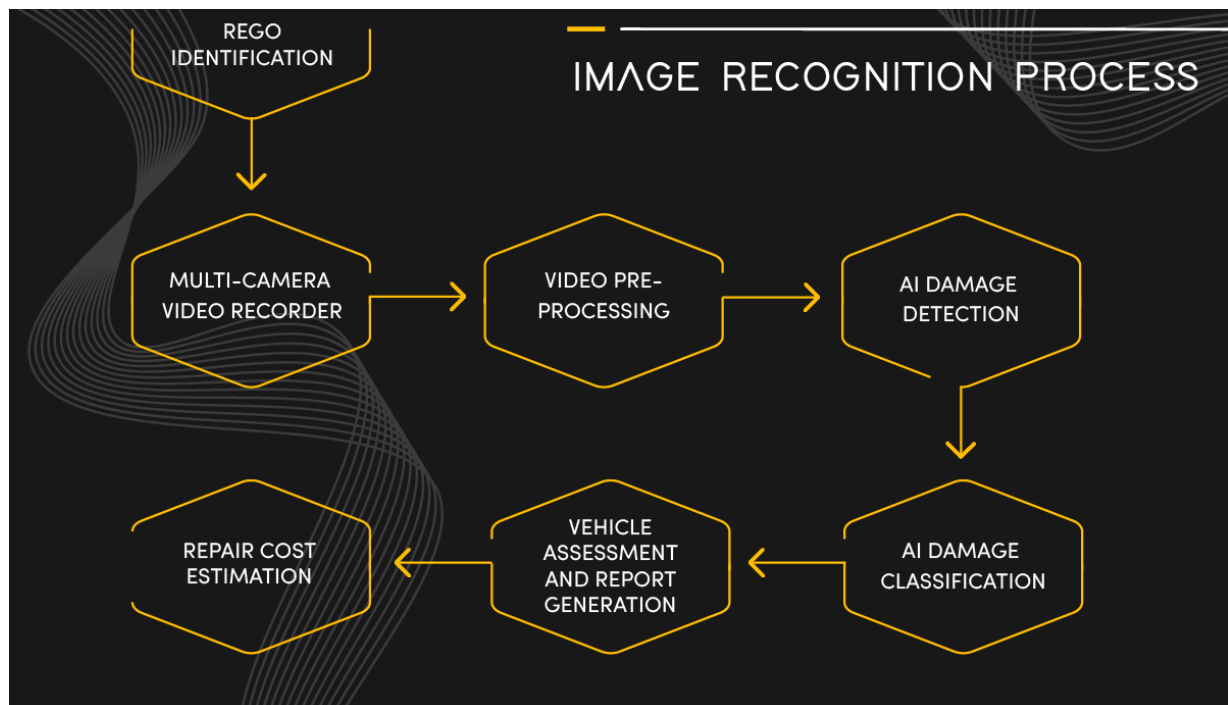 REGO
IDENTIFICATION
IMAGE RECOGNITION PROCESS
MULTI-CAMERA
VIDEO RECORDER
VIDEO PRE-
PROCESSING
AI DAMAGE
DETECTION
REPAIR COST
ESTIMATION
VEHICLE
ASSESSMENT
AND REPORT
GENERATION
AI DAMAGE
CLASSIFICATION